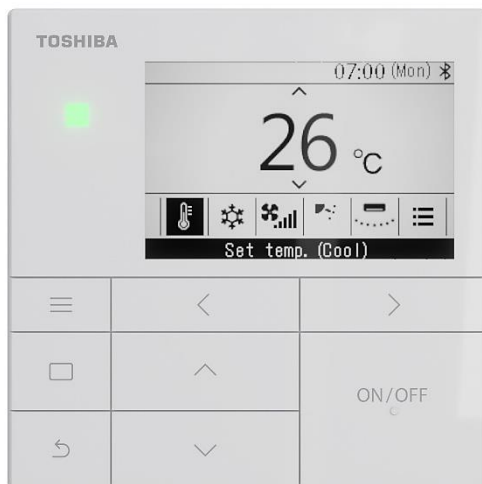 TOSHIBA
07:00 (Mon)
26 °C
Set temp. (Cool)
ON/OFF